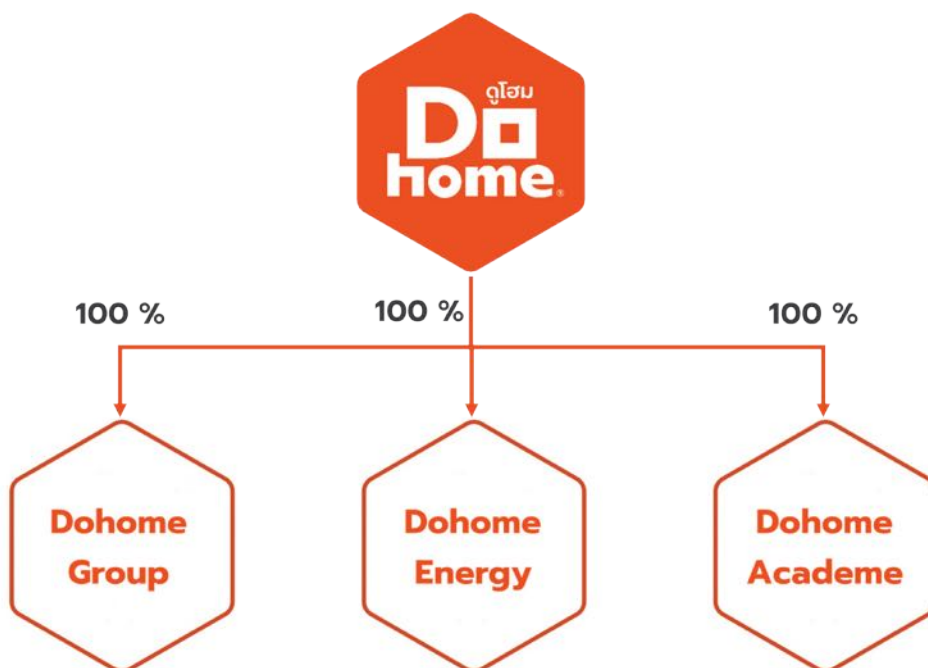 ดูโฮม
Do
home®
100 %
100 %
100 %
Dohome
Group
Dohome
Energy
Dohome
Academe